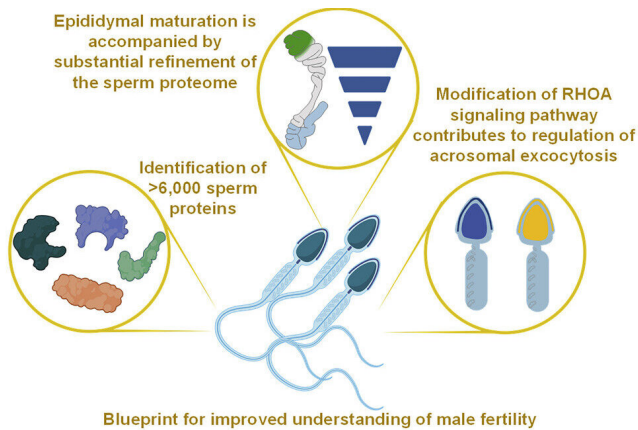 Epididymal maturation is
accompanied by
substantial refinement of
the sperm proteome
Modification of RHOA
signaling pathway
contributes to regulation of
acrosomal excocytosis
Identification of
>6,000 sperm
proteins
Blueprint for improved understanding of male fertility